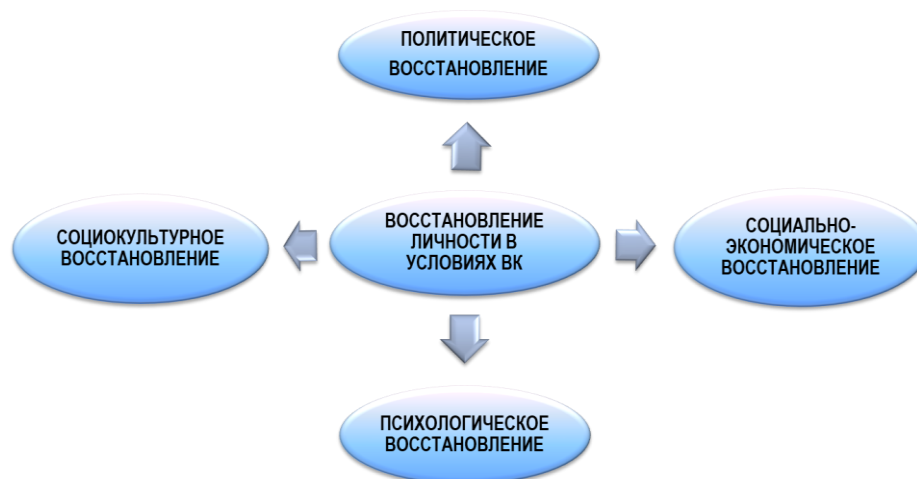 ПОЛИТИЧЕСКОЕ
ВОССТАНОВЛЕНИЕ
СОЦИОКУЛЬТУРНОЕ
ВОССТАНОВЛЕНИЕ
ВОССТАНОВЛЕНИЕ
ЛИЧНОСТИ В
УСЛОВИЯХ ВК
СОЦИАЛЬНО-
ЭКОНОМИЧЕСКОЕ
ВОССТАНОВЛЕНИЕ
ПСИХОЛОГИЧЕСКОЕ
ВОССТАНОВЛЕНИЕ